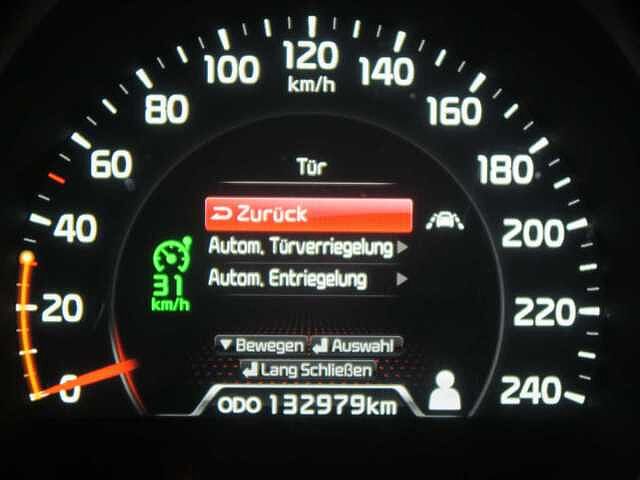 120
km/h
100
140
80
160
60
180
Tür
Zurück
40
200
Autom. Türverriegelung
Autom. Entriegelung
31
km/h
20
220
Bewegen Auswahl
Lang Schließen
0
240
ODO 132979km